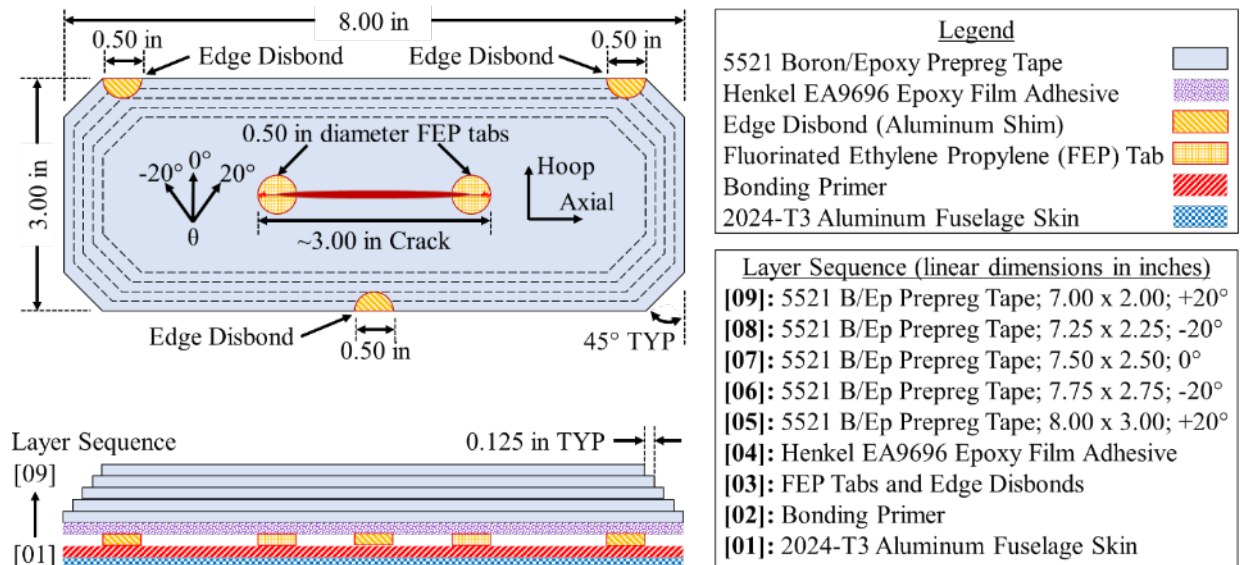 8.00 in
0.50 in
Edge Disbond
Edge Disbond
0.50 in
0.50 in diameter FEP tabs
-20°
0°
20°
θ
Hoop
Axial
3.00 in
~3.00 in Crack
Edge Disbond
0.50 in
45° TYP
Layer Sequence
[09]
[01]
0.125 in TYP
Legend
5521 Boron/Epoxy Prepreg Tape
Henkel EA9696 Epoxy Film Adhesive
Edge Disbond (Aluminum Shim)
Fluorinated Ethylene Propylene (FEP) Tab
Bonding Primer
2024-T3 Aluminum Fuselage Skin
Layer Sequence (linear dimensions in inches)
[09]: 5521 B/Ep Prepreg Tape; 7.00 x 2.00; +20°
[08]: 5521 B/Ep Prepreg Tape; 7.25 x 2.25; -20°
[07]: 5521 B/Ep Prepreg Tape; 7.50 x 2.50; 0°
[06]: 5521 B/Ep Prepreg Tape; 7.75 x 2.75; -20°
[05]: 5521 B/Ep Prepreg Tape; 8.00 x 3.00; +20°
[04]: Henkel EA9696 Epoxy Film Adhesive
[03]: FEP Tabs and Edge Disbonds
[02]: Bonding Primer
[01]: 2024-T3 Aluminum Fuselage Skin